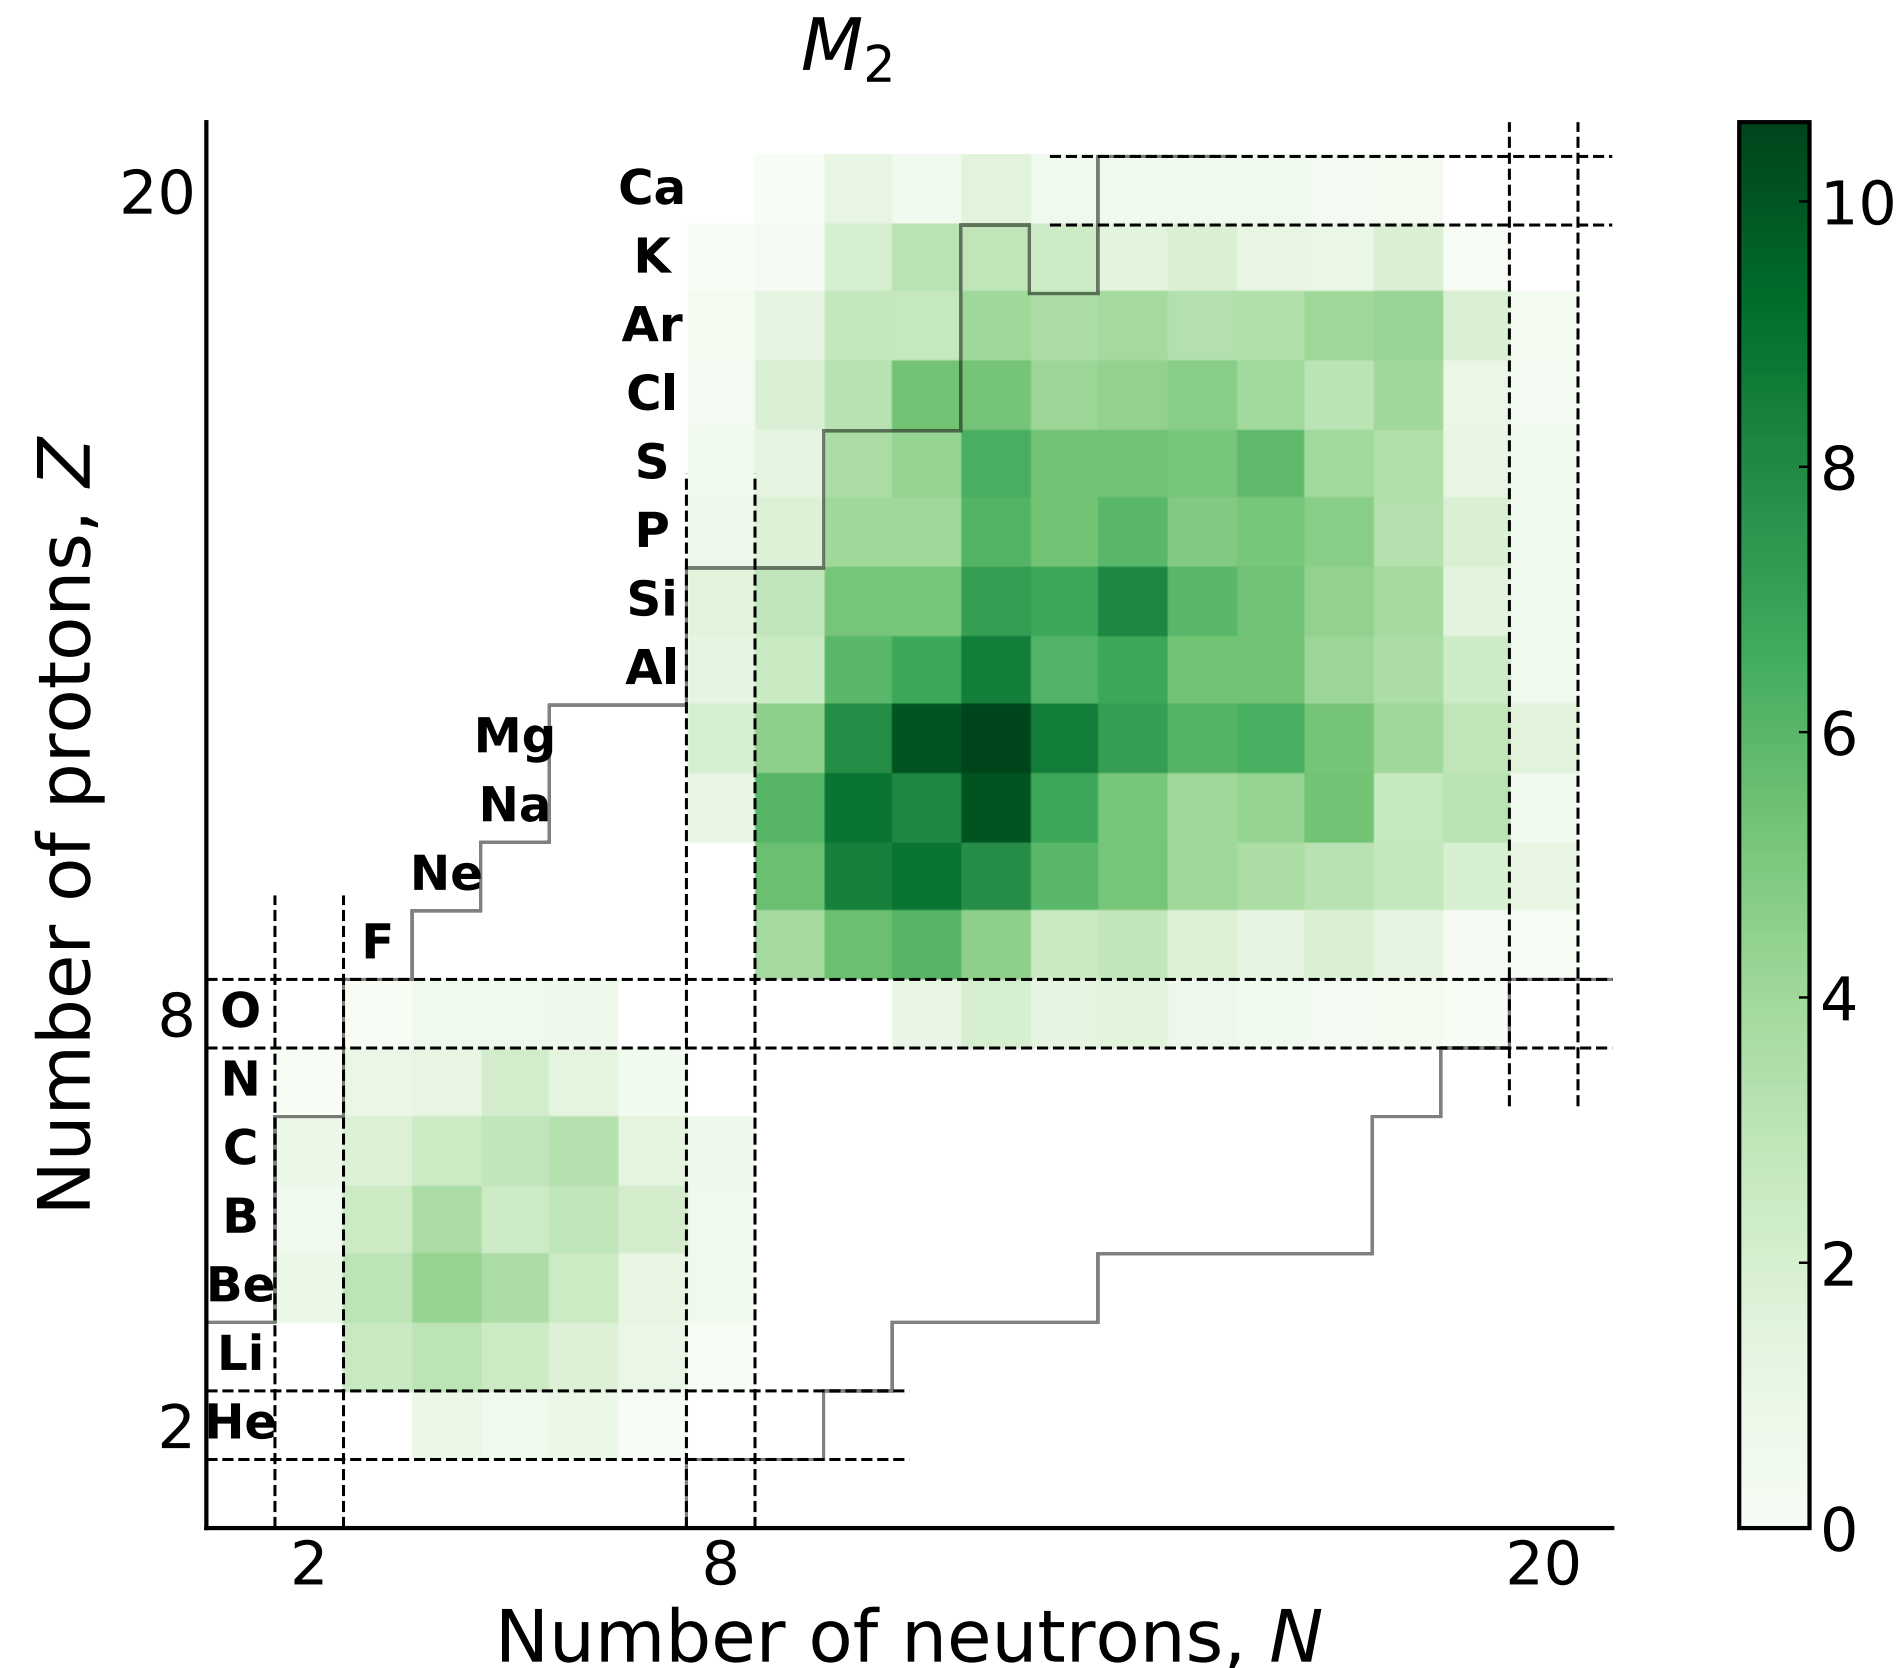 M₂
Number of protons, Z
20
8
2
Ca
K
Ar
Cl
S
P
Si
Al
Mg
Na
Ne
F
O
N
C
B
Be
Li
He
2 8 20
Number of neutrons, N
10
8
6
4
2
0